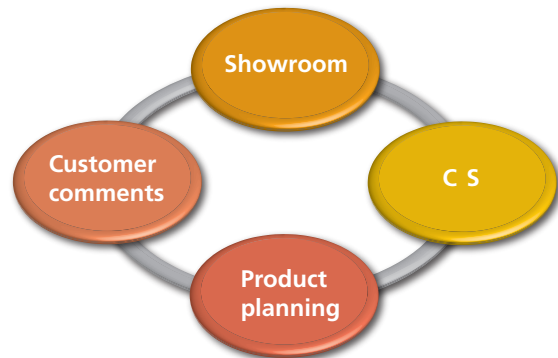 Showroom
Customer
comments
C S
Product
planning